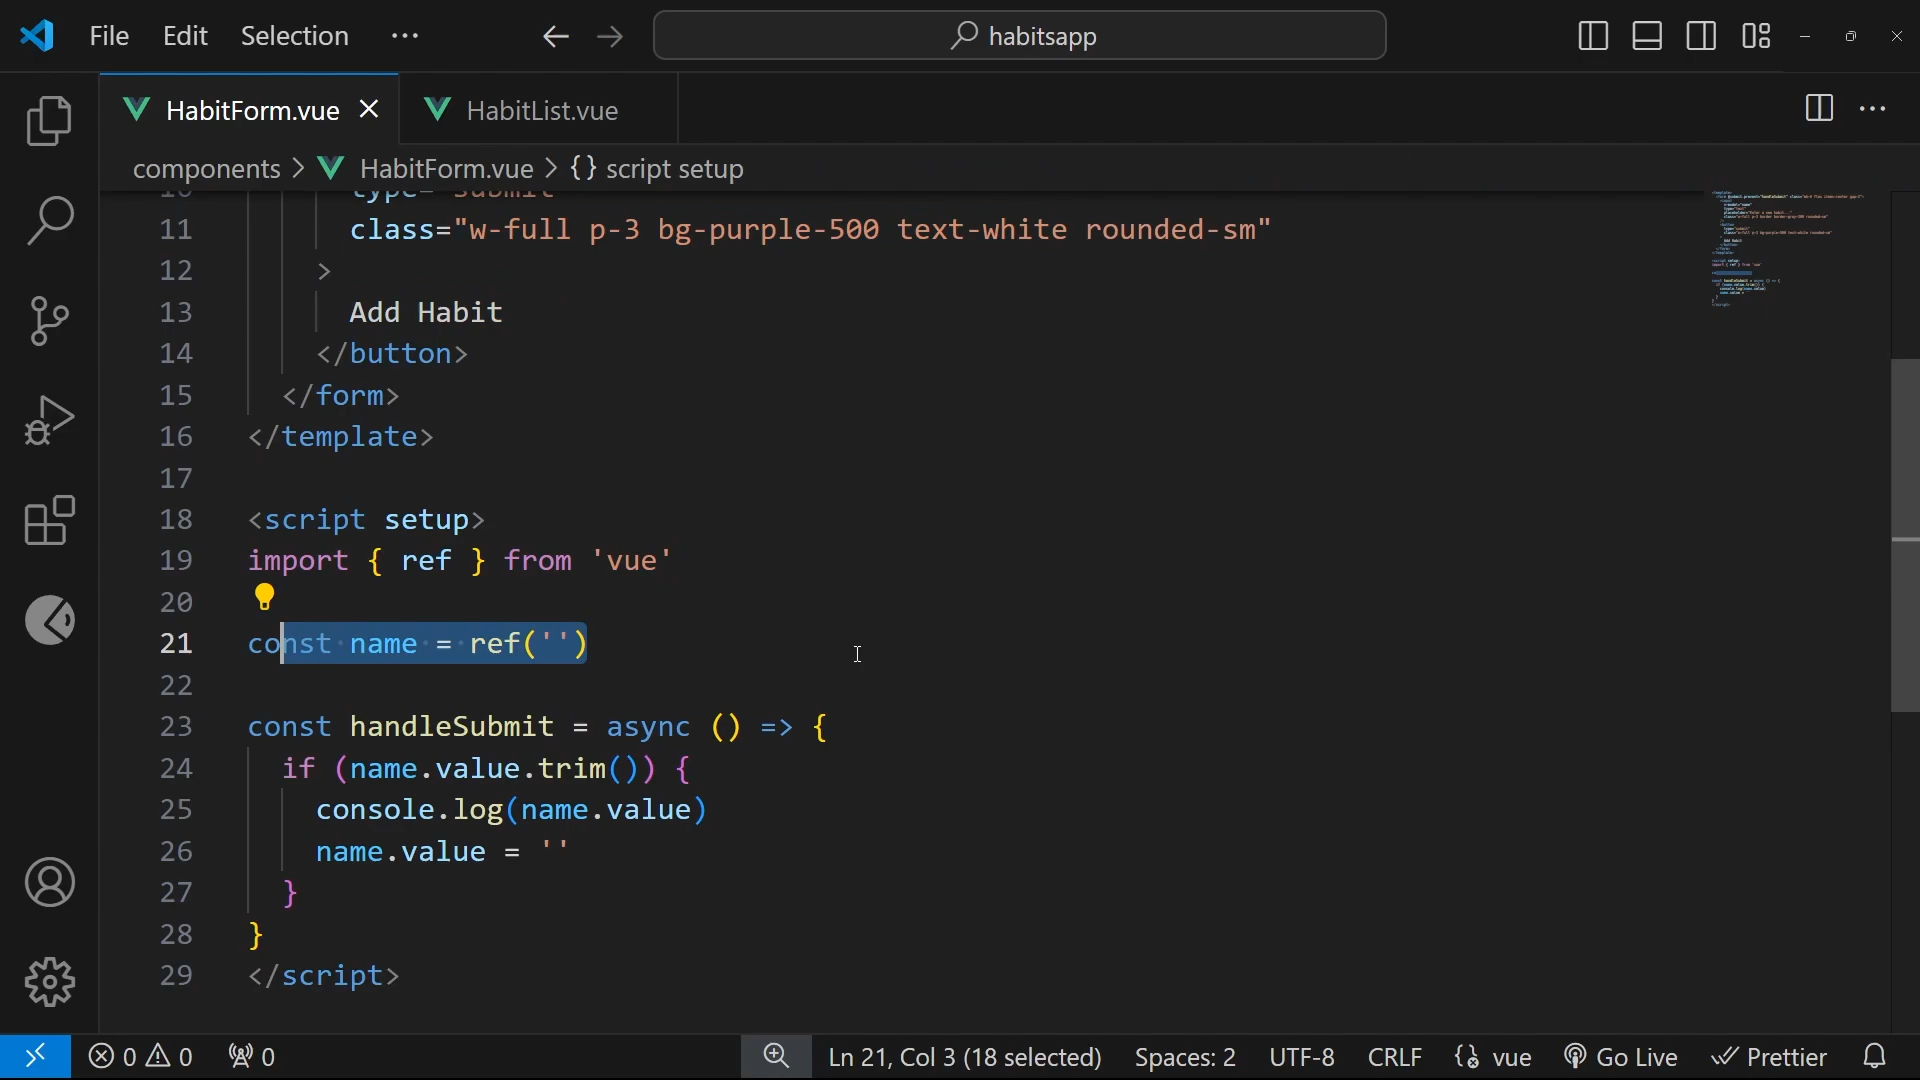 File Edit Selection ··· habitsapp
HabitForm.vue HabitList.vue ···
components > HabitForm.vue > {} script setup
10 type="submit"
11 class="w-full p-3 bg-purple-500 text-white rounded-sm"
12 >
13 Add Habit
14 </button>
15 </form>
16 </template>
17
18 <script setup>
19 import { ref } from 'vue'
20
21 const name = ref('')
22
23 const handleSubmit = async () => {
24 if (name.value.trim()) {
25 console.log(name.value)
26 name.value = ''
27 }
28 }
29 </script>
0 0 0 Ln 21, Col 3 (18 selected) Spaces: 2 UTF-8 CRLF vue Go Live Prettier